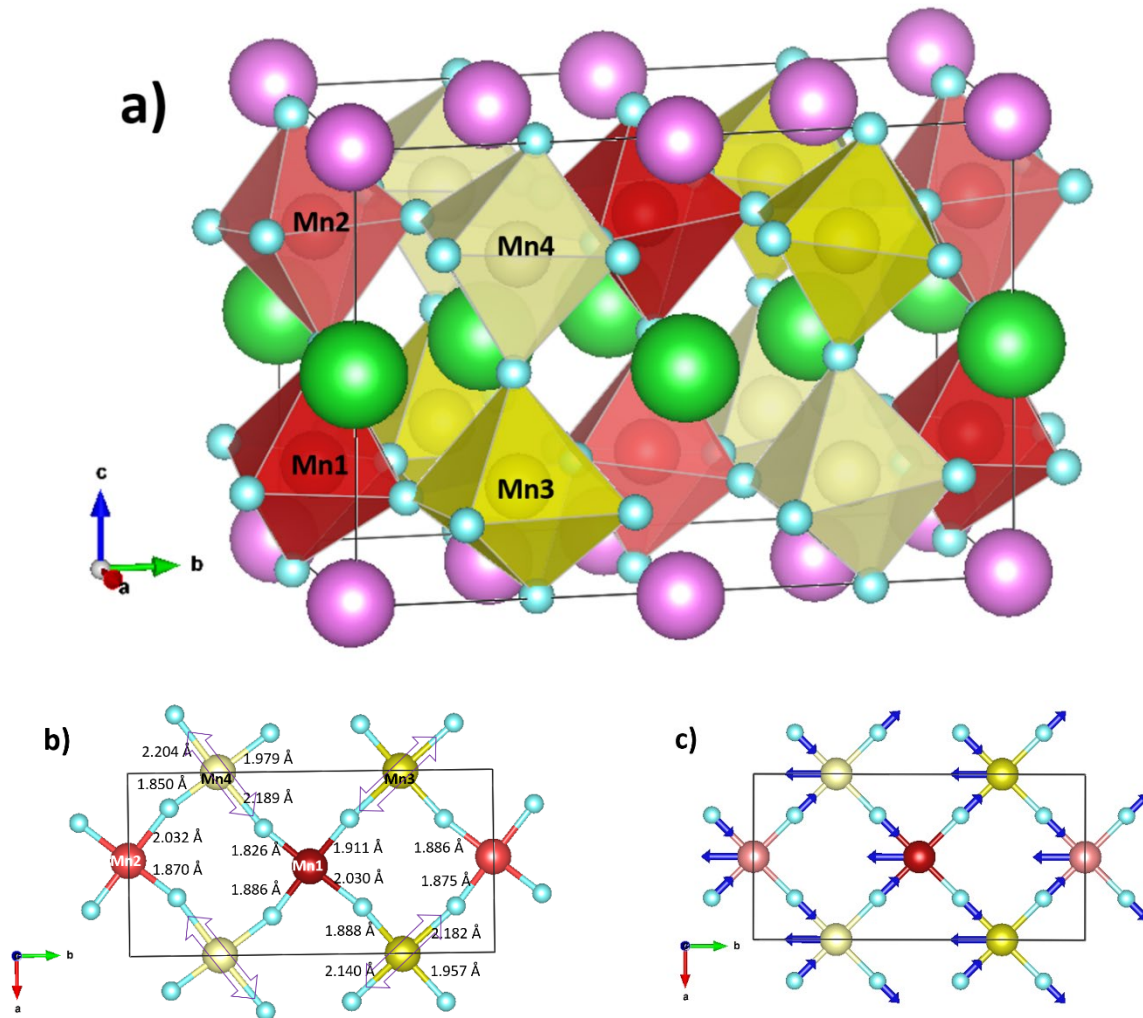 a)
Mn2
Mn4
Mn1
Mn3
c
b
a
b)
2.204 Å
1.979 Å
Mn4
Mn3
1.850 Å
2.189 Å
2.032 Å
1.826 Å
1.911 Å
1.886 Å
Mn2
Mn1
1.870 Å
2.030 Å
1.875 Å
1.886 Å
1.888 Å
2.182 Å
2.140 Å
1.957 Å
b
a
c)
b
a